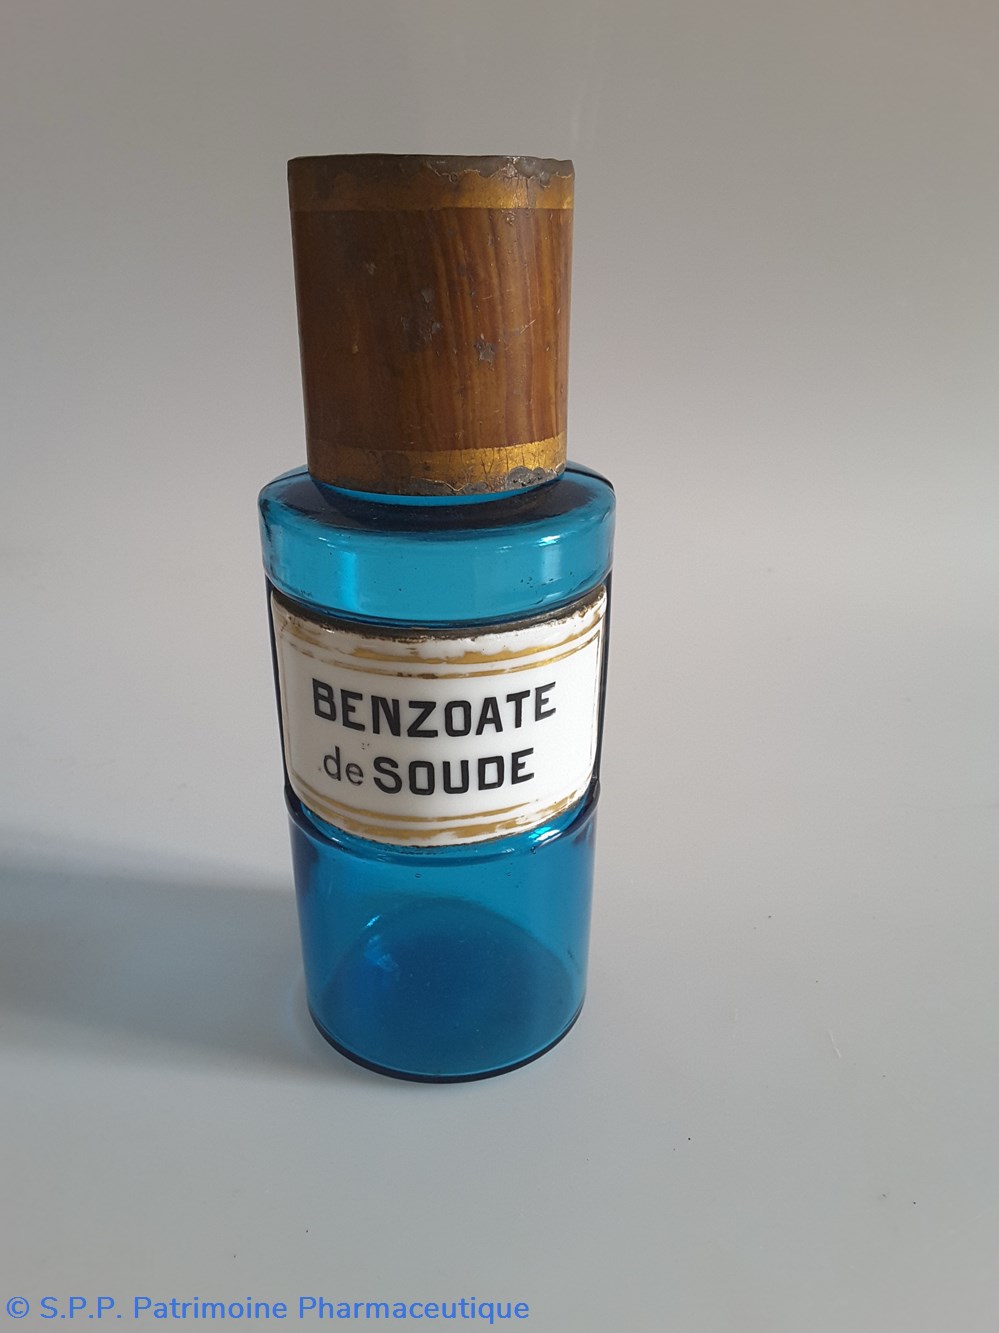 BENZOATE
de SOUDE
© S.P.P. Patrimoine Pharmaceutique